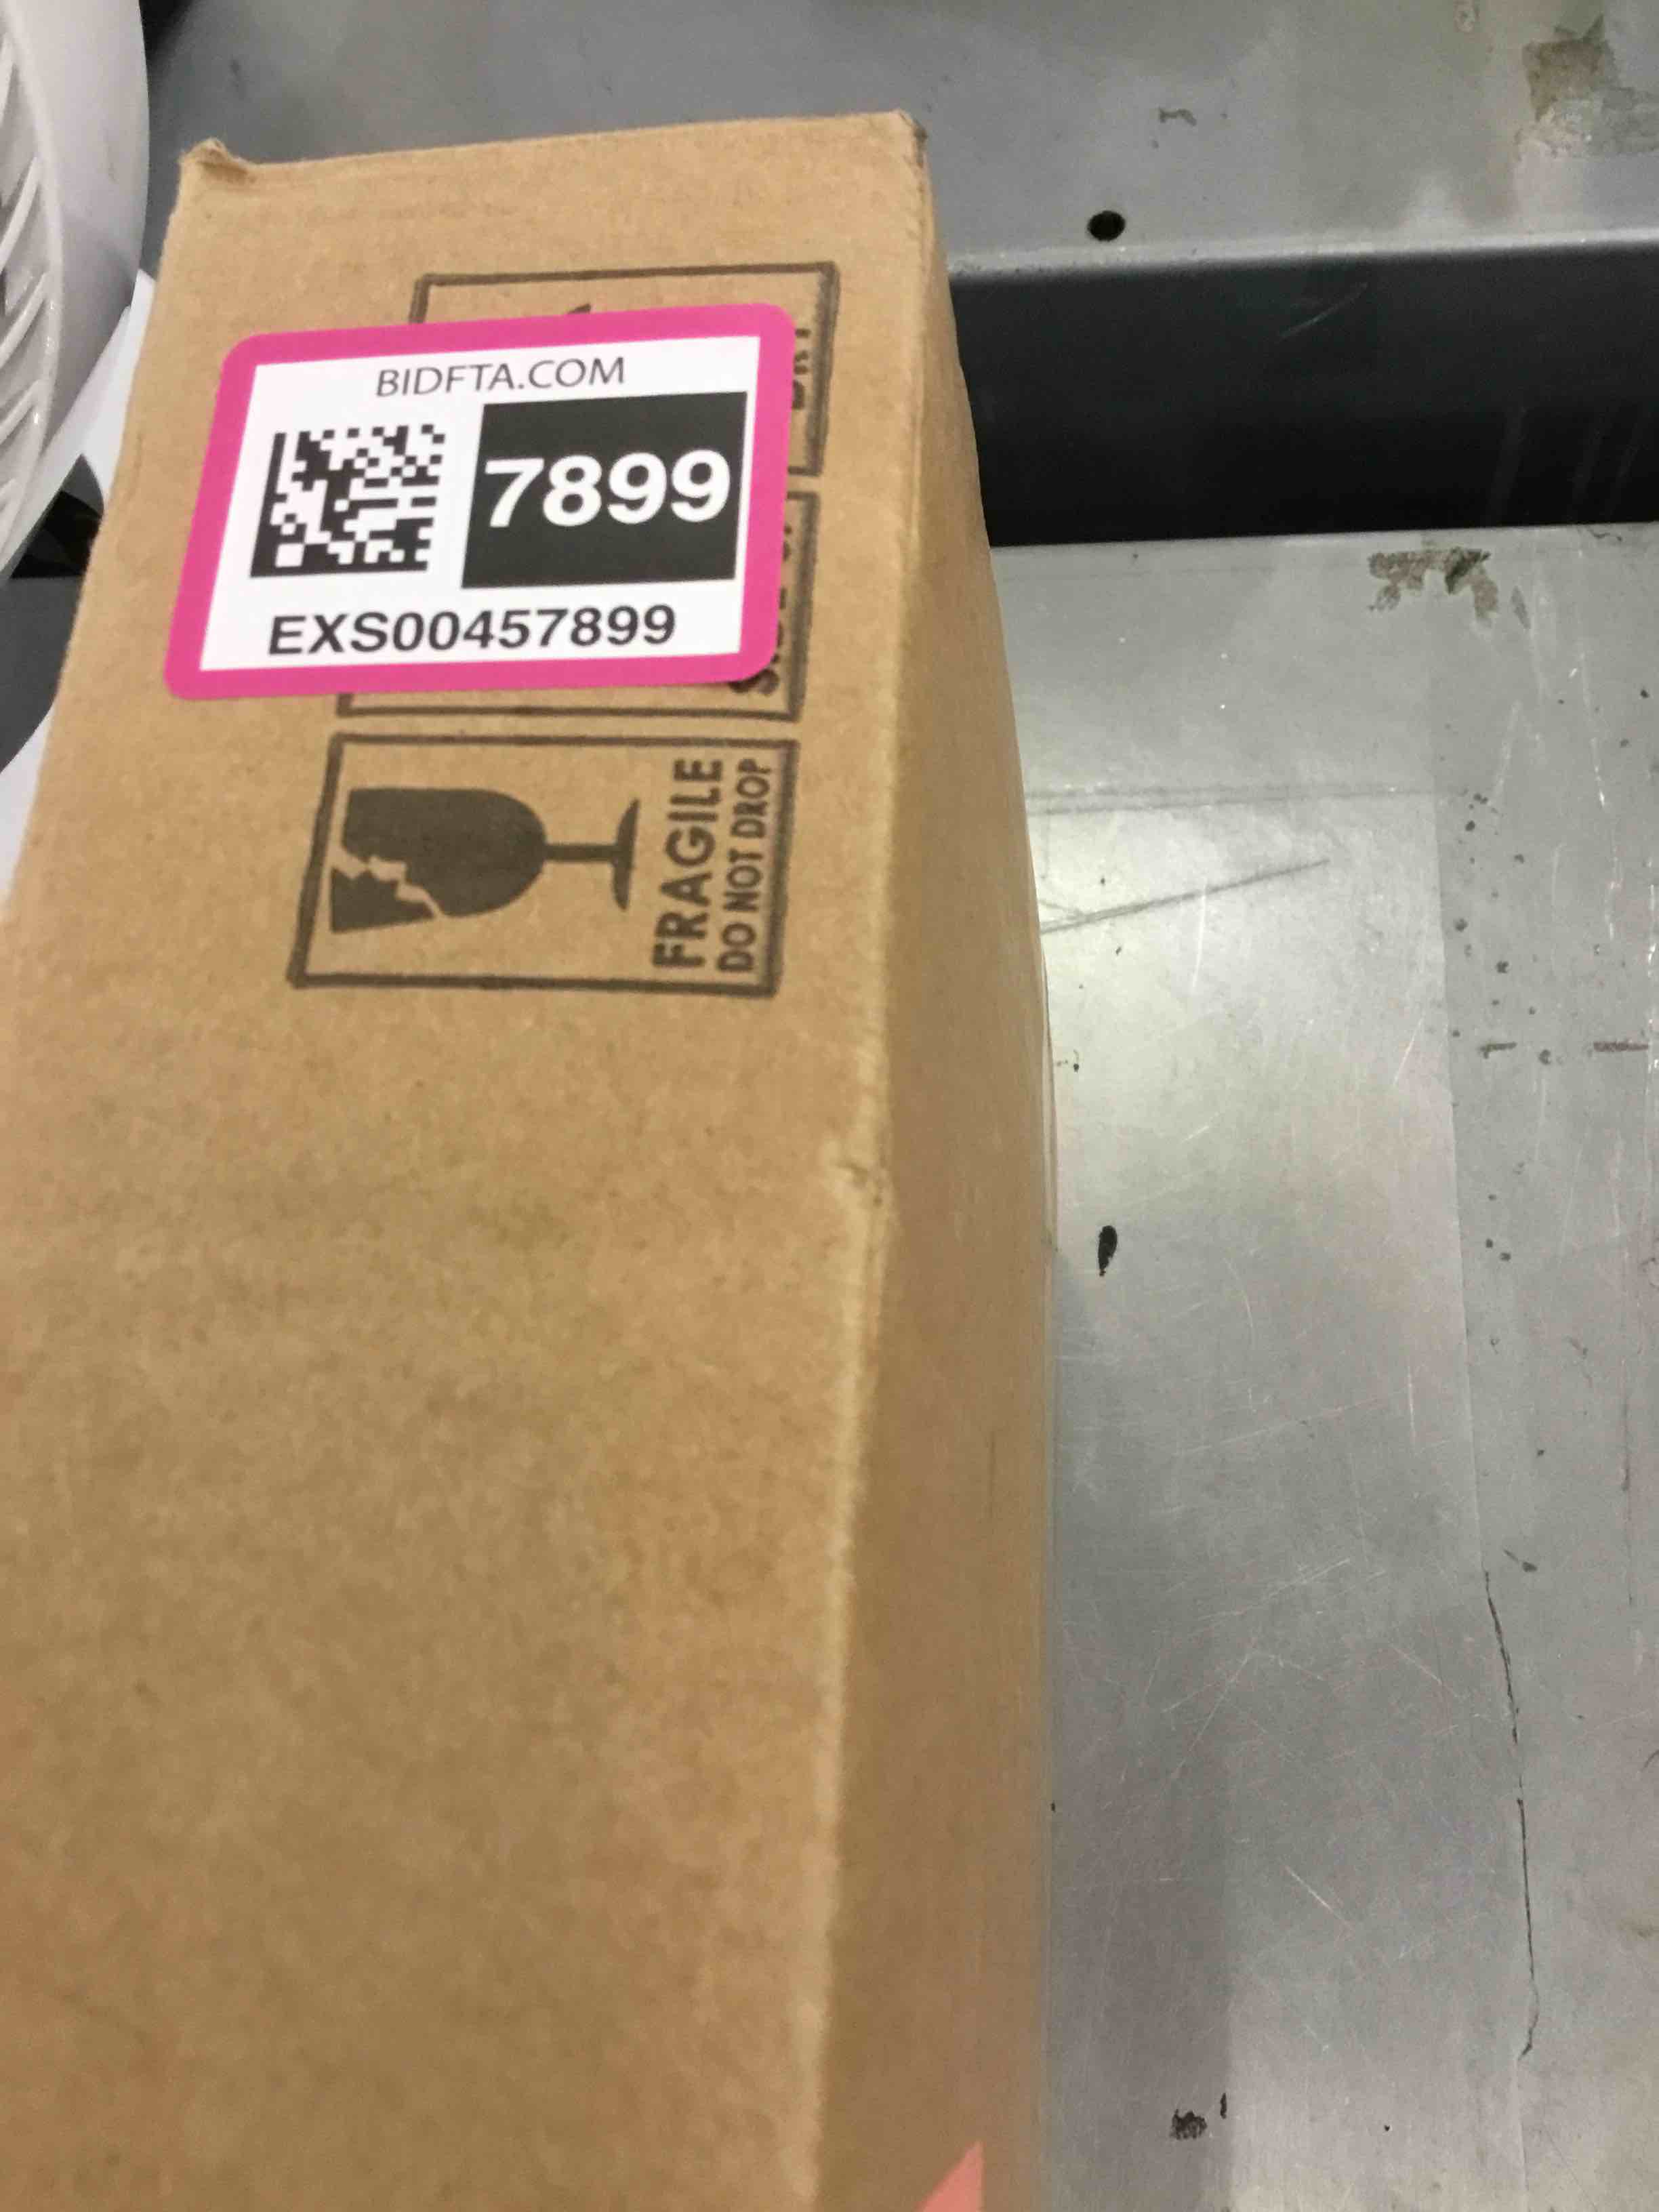 BIDFTA.COM
7899
EXS00457899
FRAGILE
DO NOT DROP